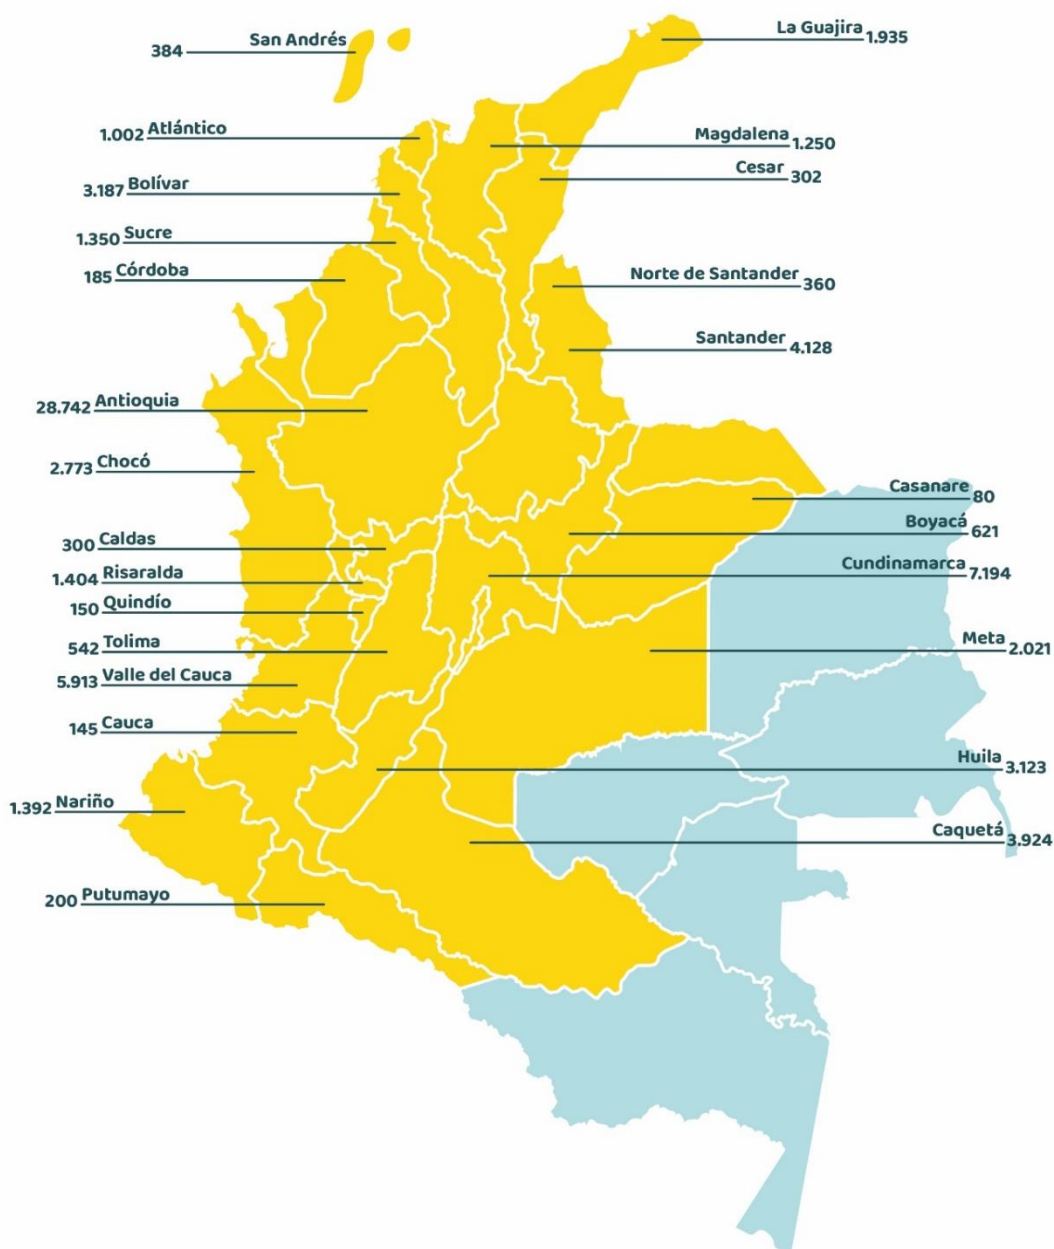 San Andrés
384
La Guajira
1.935
1.002 Atlántico
Magdalena
1.250
Cesar
302
3.187 Bolívar
1.350 Sucre
185 Córdoba
Norte de Santander
360
Santander
4.128
28.742 Antioquia
2.773 Chocó
Casanare
80
Boyacá
621
300 Caldas
Cundinamarca
7.194
1.404 Risaralda
150 Quindío
542 Tolima
Meta
2.021
5.913 Valle del Cauca
145 Cauca
Huila
3.123
1.392 Nariño
Caquetá
3.924
200 Putumayo